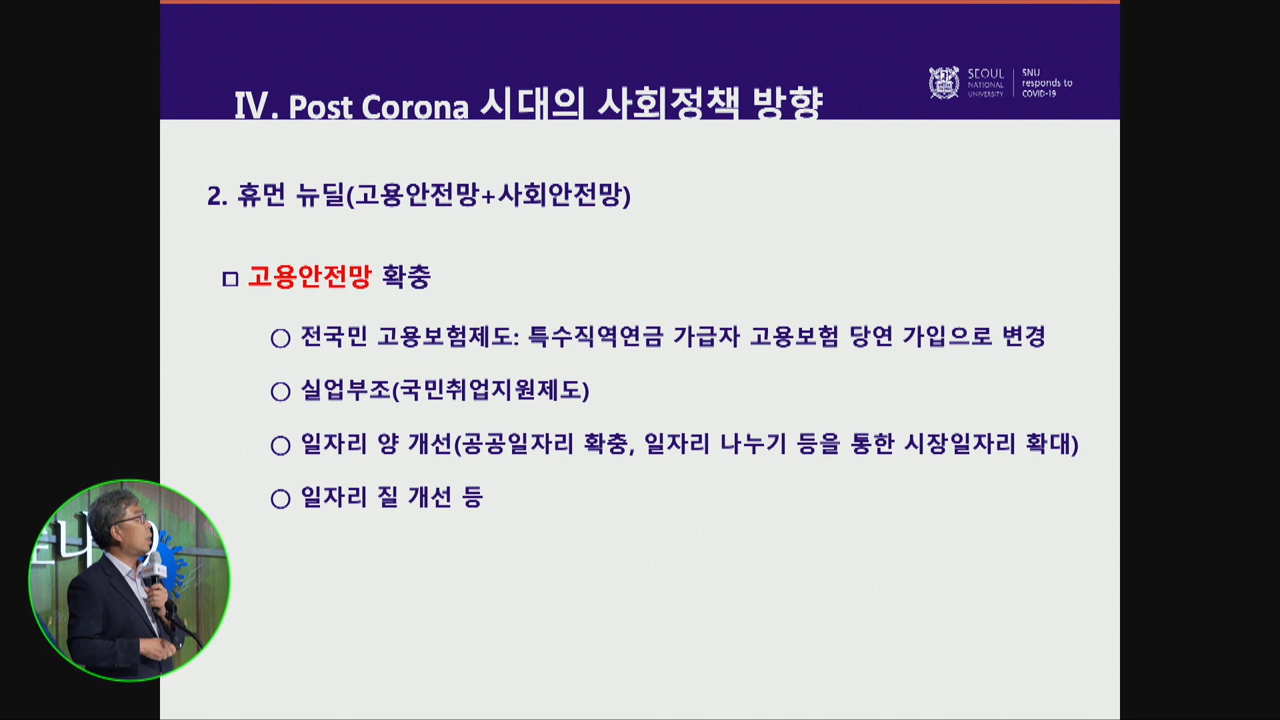 Ⅳ. Post Corona 시대의 사회정책 방향
SEOUL
NATIONAL
UNIVERSITY
SNU
responds to
COVID-19
2. 휴먼 뉴딜(고용안전망+사회안전망)
고용안전망 확충
○ 전국민 고용보험제도: 특수직역연금 가급자 고용보험 당연 가입으로 변경
○ 실업부조(국민취업지원제도)
○ 일자리 양 개선(공공일자리 확충, 일자리 나누기 등을 통한 시장일자리 확대)
○ 일자리 질 개선 등